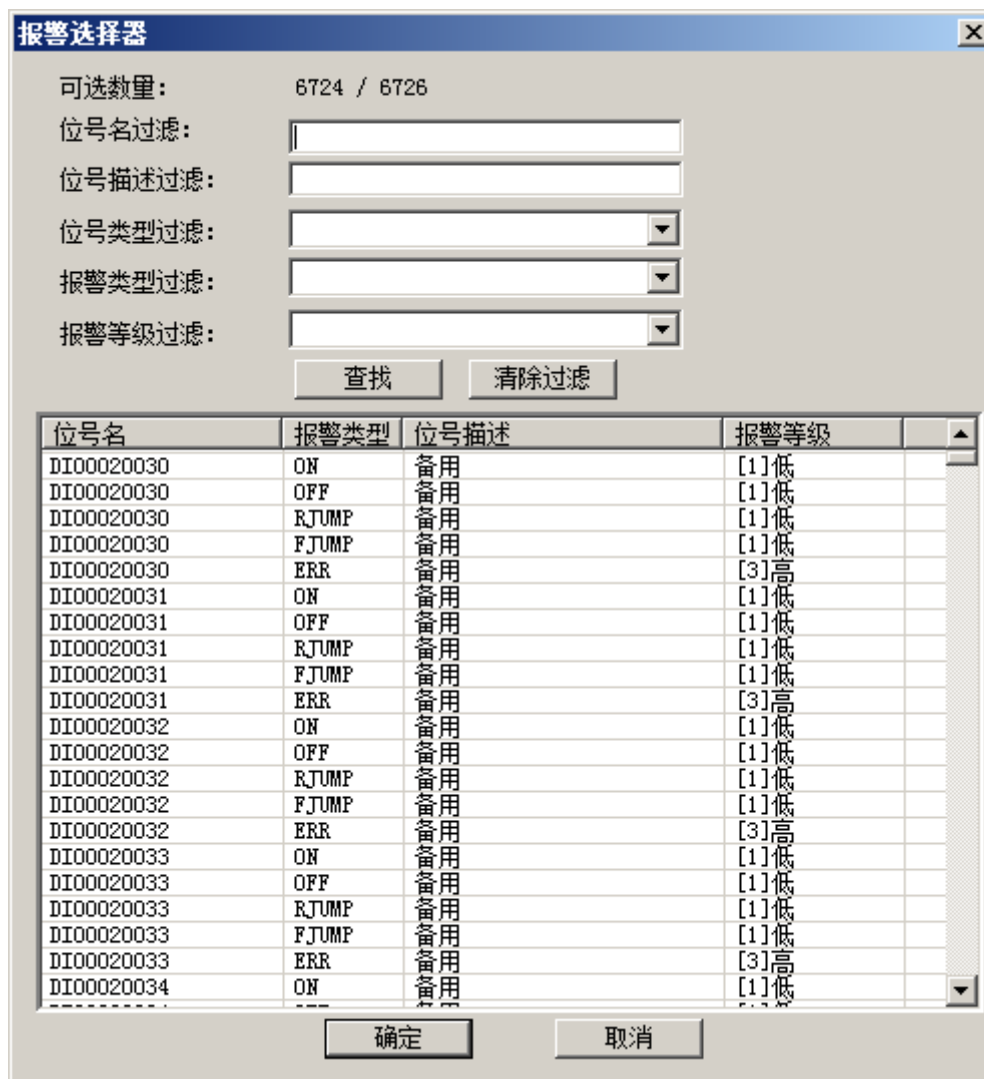 报警选择器
可选数量: 6724 / 6726
位号名过滤:
位号描述过滤:
位号类型过滤:
报警类型过滤:
报警等级过滤:
查找 清除过滤
位号名 报警类型 位号描述 报警等级
DI00020030 ON 备用 [1]低
DI00020030 OFF 备用 [1]低
DI00020030 RJUMP 备用 [1]低
DI00020030 FJUMP 备用 [1]低
DI00020030 ERR 备用 [3]高
DI00020031 ON 备用 [1]低
DI00020031 OFF 备用 [1]低
DI00020031 RJUMP 备用 [1]低
DI00020031 FJUMP 备用 [1]低
DI00020031 ERR 备用 [3]高
DI00020032 ON 备用 [1]低
DI00020032 OFF 备用 [1]低
DI00020032 RJUMP 备用 [1]低
DI00020032 FJUMP 备用 [1]低
DI00020032 ERR 备用 [3]高
DI00020033 ON 备用 [1]低
DI00020033 OFF 备用 [1]低
DI00020033 RJUMP 备用 [1]低
DI00020033 FJUMP 备用 [1]低
DI00020033 ERR 备用 [3]高
DI00020034 ON 备用 [1]低
确定 取消